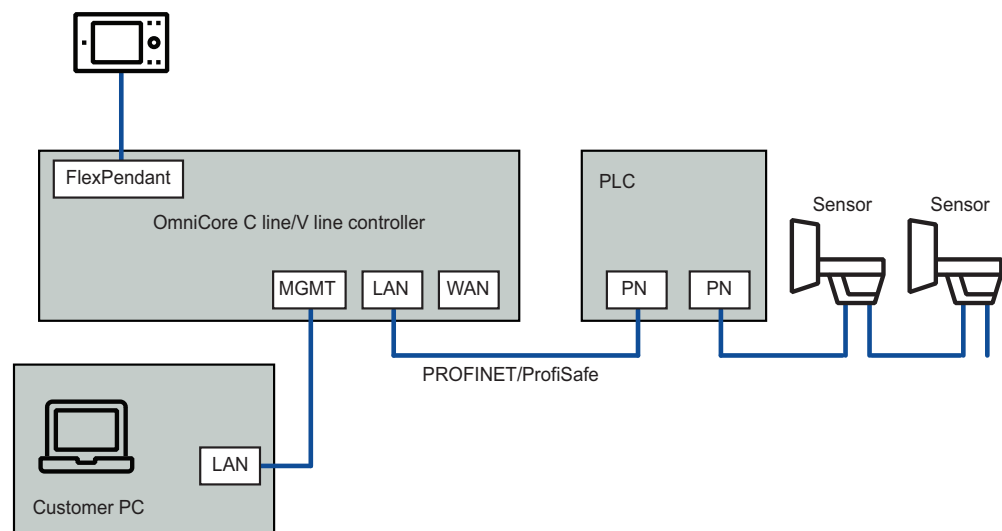 FlexPendant
OmniCore C line/V line controller
MGMT
LAN
WAN
PLC
PN
PN
Sensor
Sensor
PROFINET/ProfiSafe
LAN
Customer PC